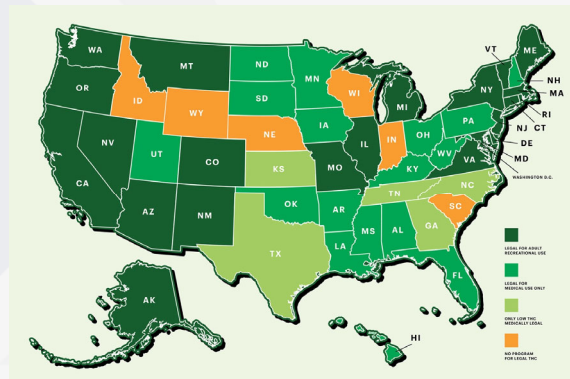 WA
MT
ND
MN
VT
ME
OR
ID
WY
SD
WI
MI
NY
NH
MA
RI
NJ CT
NV
UT
CO
NE
IA
IL
IN
OH
PA
DE
MD
WASHINGTON D.C.
CA
AZ
NM
KS
MO
KY
WV
VA
OK
AR
TN
NC
SC
TX
LA
MS
AL
GA
FL
AK
HI
LEGAL FOR ADULT
RECREATIONAL USE
LEGAL FOR
MEDICAL USE ONLY
ONLY LOW THC
MEDICALLY LEGAL
NO PROGRAM
FOR LEGAL THC